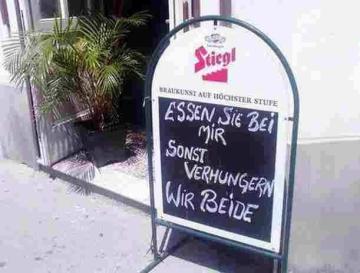 Stiegl
BRAUKUNST AUF HÖCHSTER STUFE
ESSEN SIE BEI
MIR
SONST
VERHUNGERN
WIR BEIDE